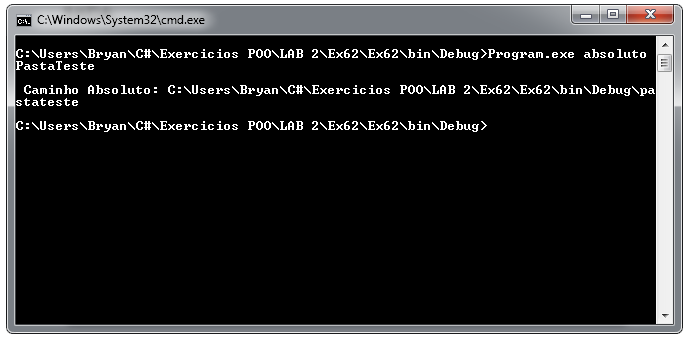 C:\Windows\System32\cmd.exe
C:\Users\Bryan\C#\Exercicios POO\LAB 2\Ex62\Ex62\bin\Debug>Program.exe absoluto
PastaTeste
Caminho Absoluto: C:\Users\Bryan\C#\Exercicios POO\LAB 2\Ex62\Ex62\bin\Debug\pa
stateste
C:\Users\Bryan\C#\Exercicios POO\LAB 2\Ex62\Ex62\bin\Debug>